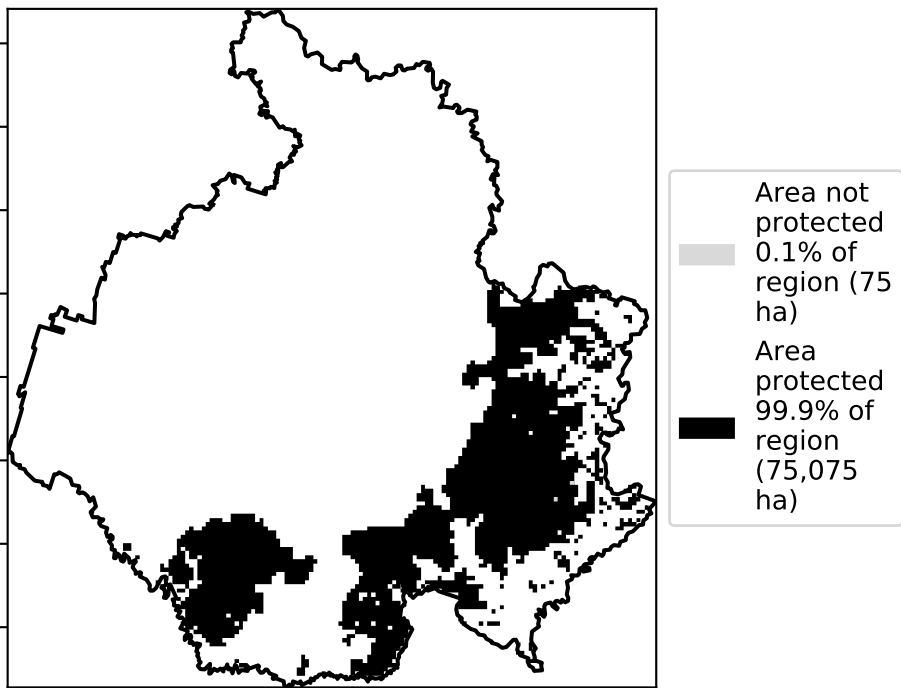 Area not
protected
0.1% of
region (75
ha)
Area
protected
99.9% of
region
(75,075
ha)